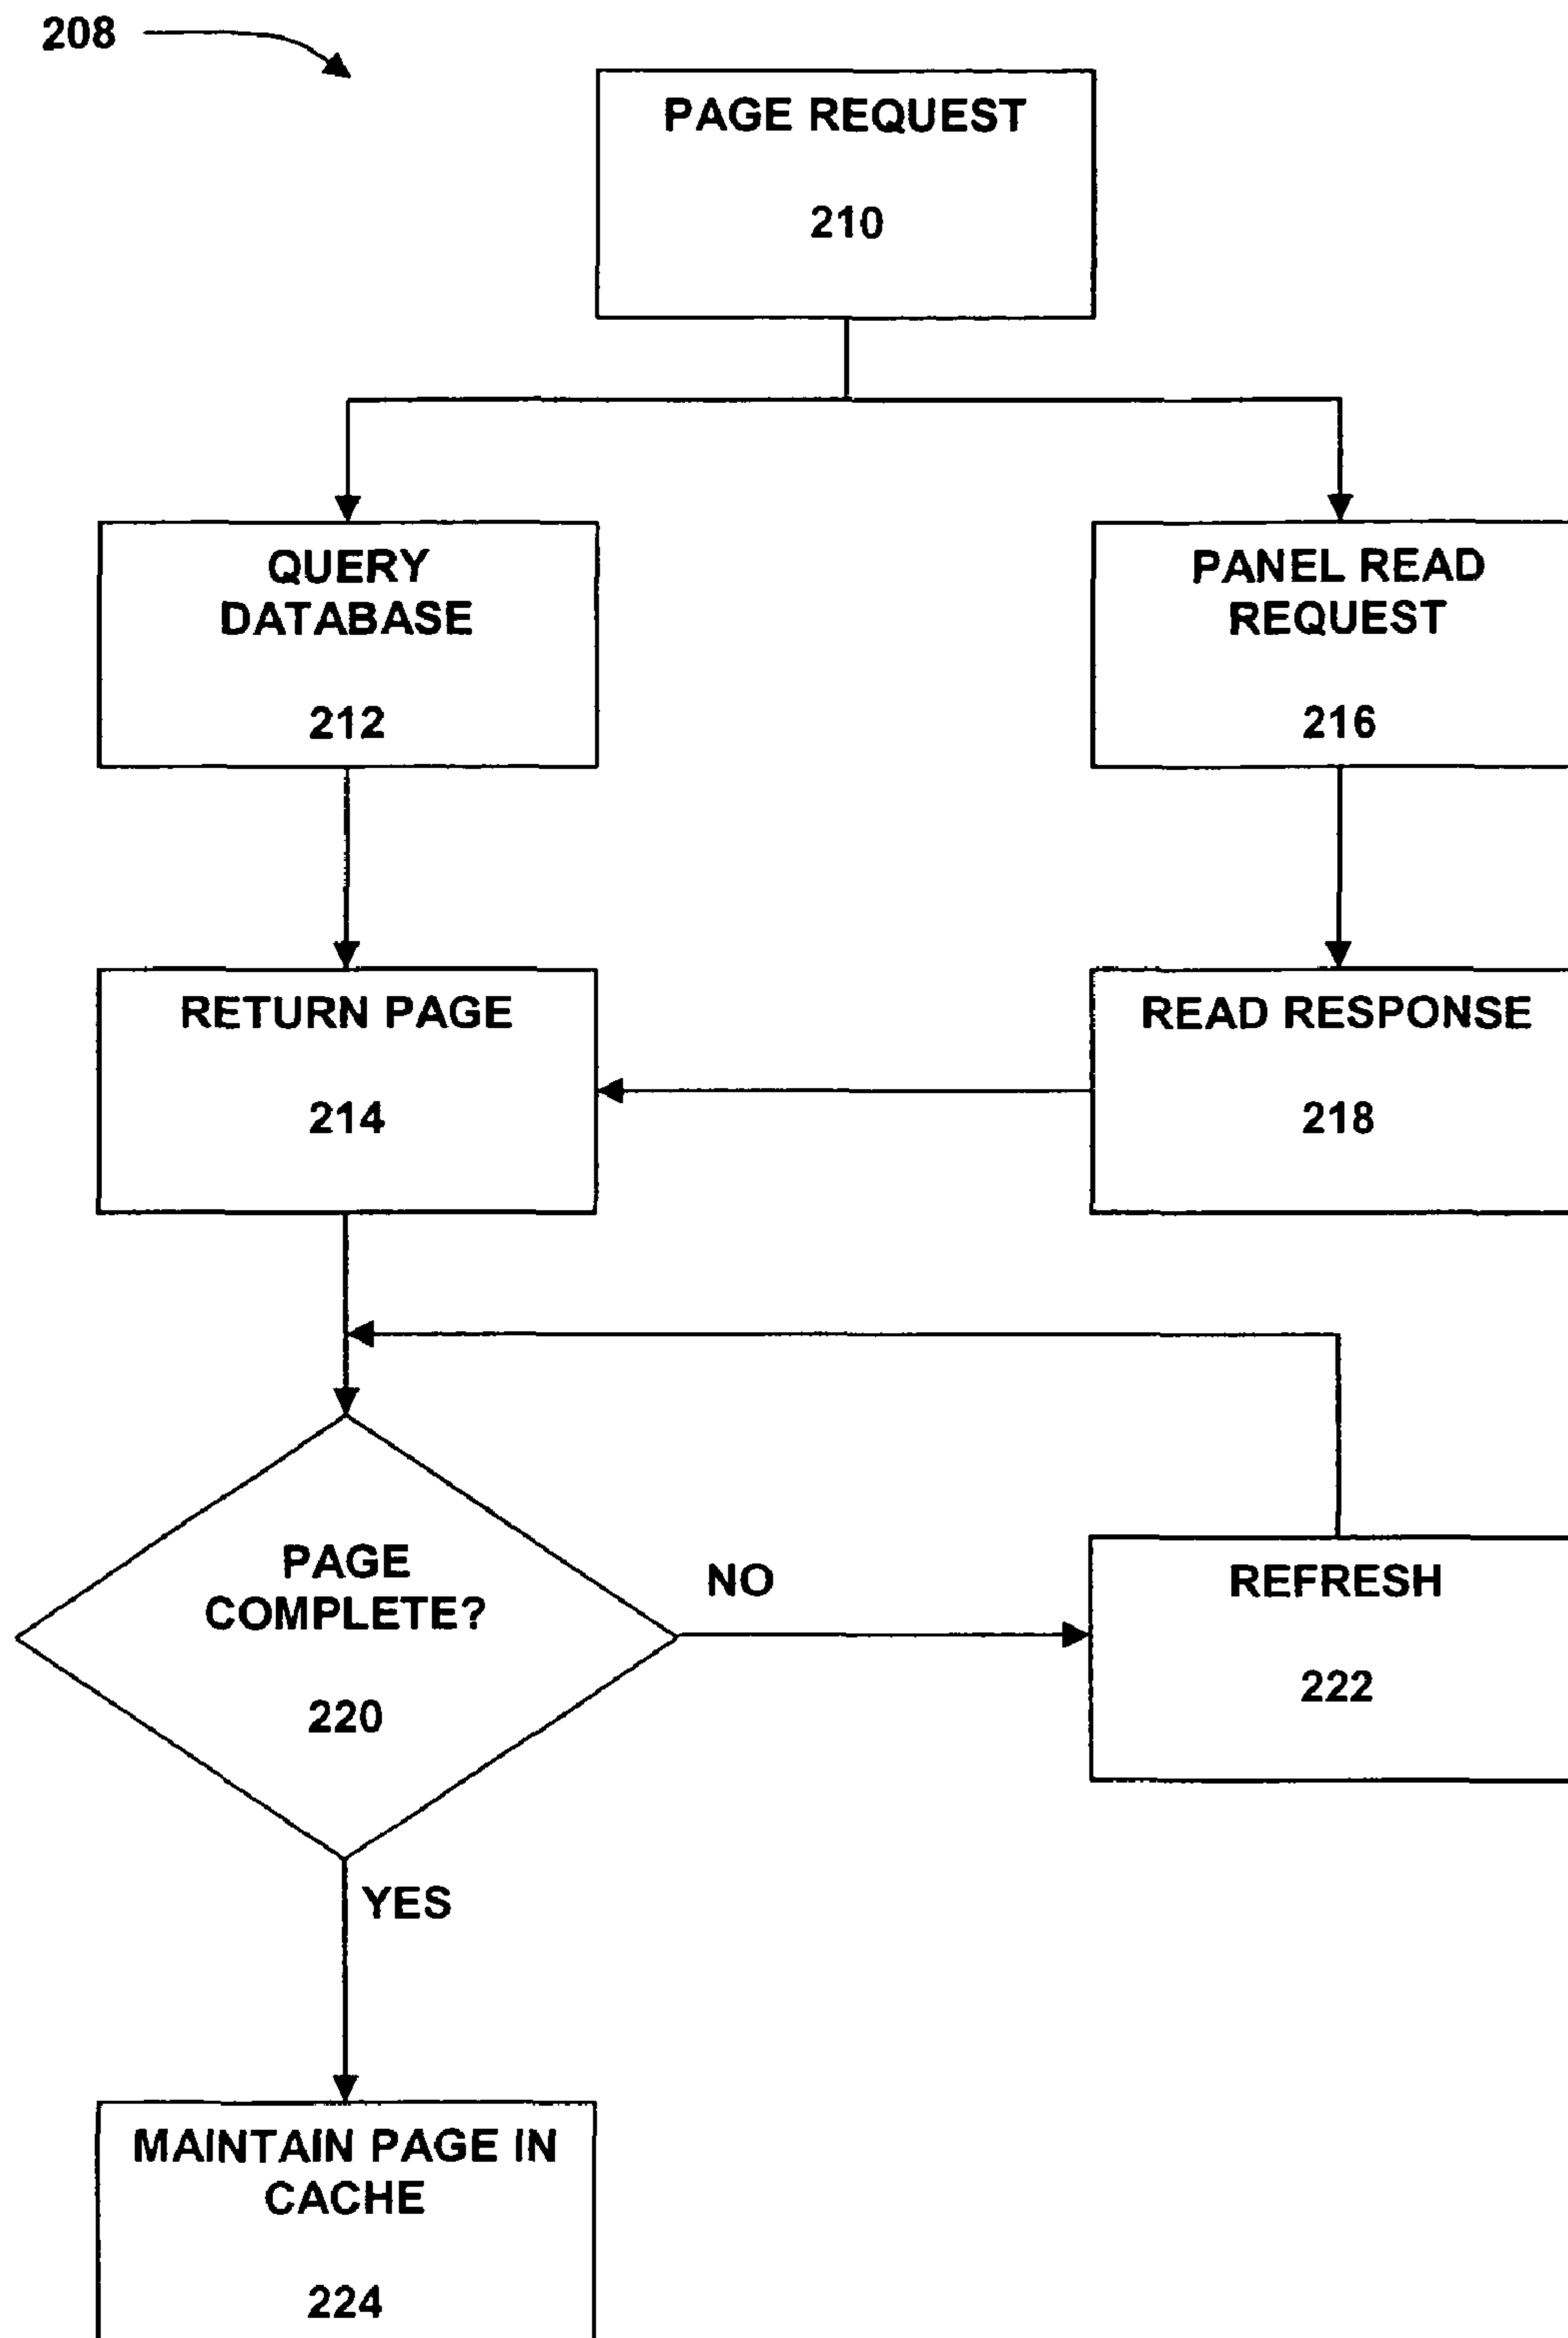 208
PAGE REQUEST
210
QUERY
DATABASE
212
PANEL READ
REQUEST
216
RETURN PAGE
214
READ RESPONSE
218
PAGE
COMPLETE?
220
NO
REFRESH
222
YES
MAINTAIN PAGE IN
CACHE
224